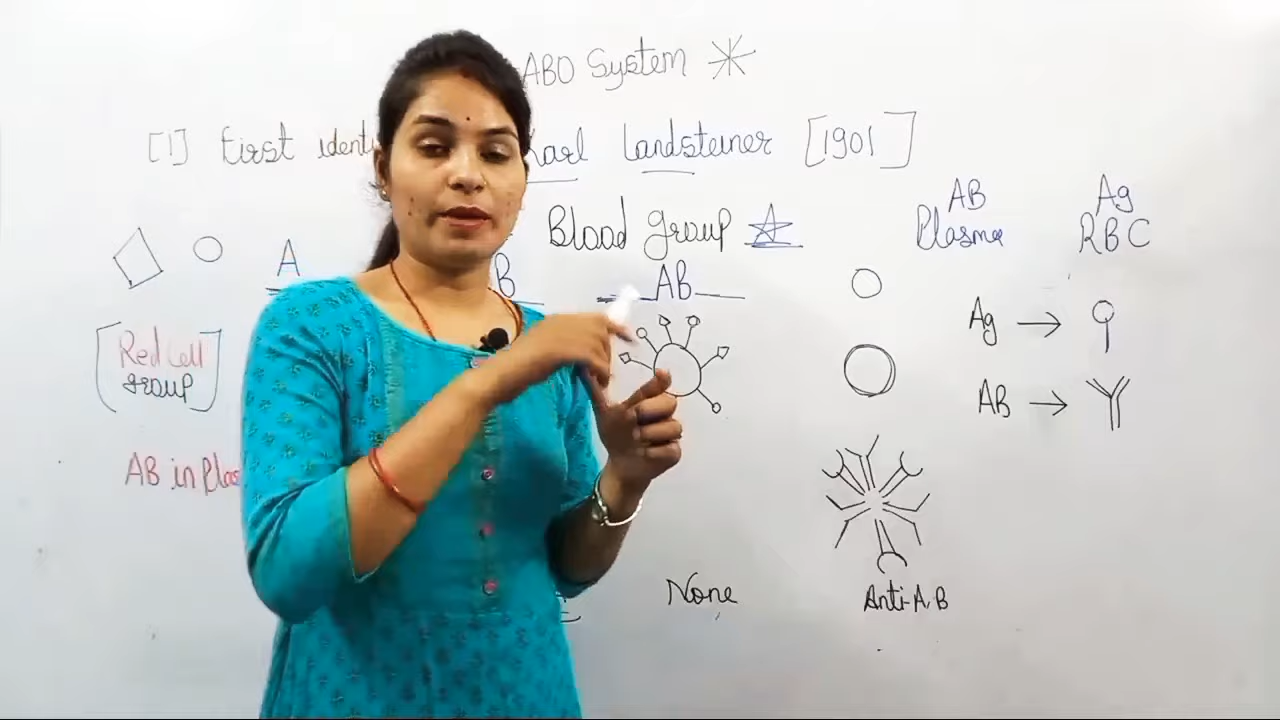 ABO System
[1] First identi arl Landsteiner [1901]
Blood group
AB Plasma
Ag RBC
A
B
AB
Red Cell group
Ag →
AB →
AB in Plas
None
Anti-A, B